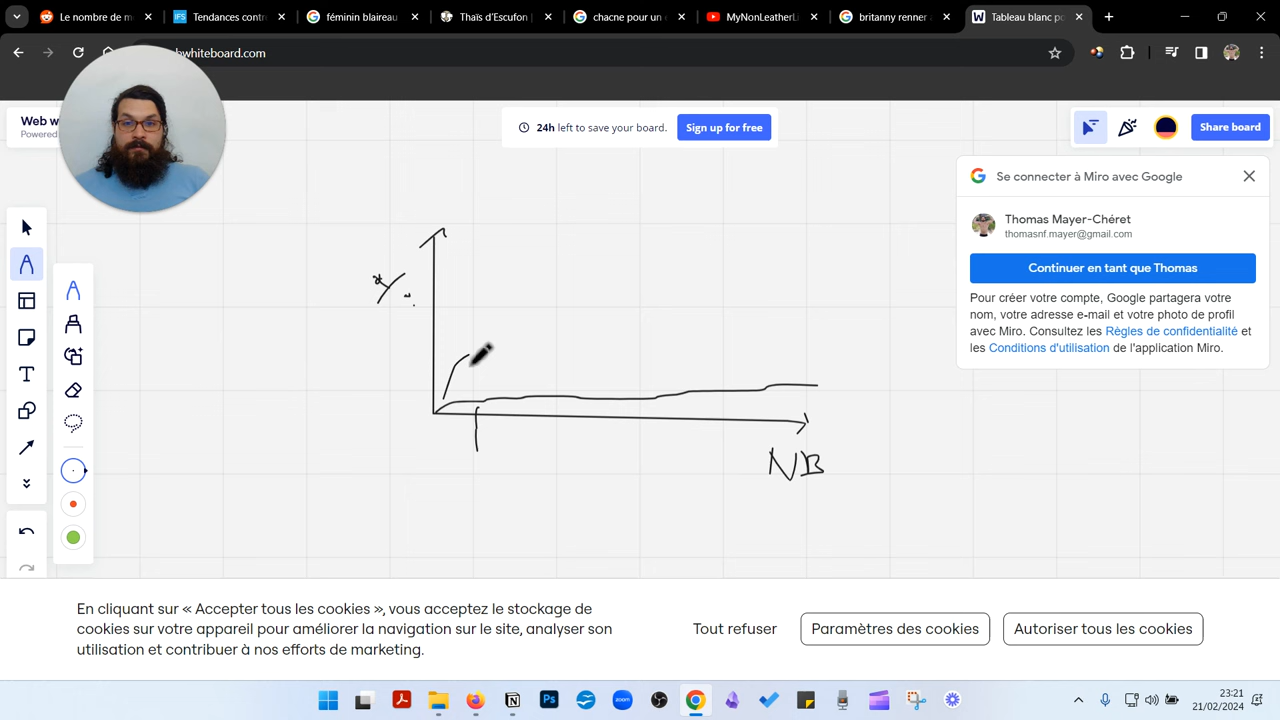 Le nombre de m
Tendances contr
féminin blaireau
Thaïs d'Escufon
chacne pour un
MyNonLeatherLi
britanny renner
Tableau blanc po
bwhiteboard.com
Web w
Powered
24h left to save your board.
Sign up for free
Share board
Se connecter à Miro avec Google
Thomas Mayer-Chéret
thomasnf.mayer@gmail.com
Continuer en tant que Thomas
Pour créer votre compte, Google partagera votre
nom, votre adresse e-mail et votre photo de profil
avec Miro. Consultez les Règles de confidentialité et
les Conditions d'utilisation de l'application Miro.
NB
En cliquant sur « Accepter tous les cookies », vous acceptez le stockage de
cookies sur votre appareil pour améliorer la navigation sur le site, analyser son
utilisation et contribuer à nos efforts de marketing.
Tout refuser
Paramètres des cookies
Autoriser tous les cookies
23:21
21/02/2024